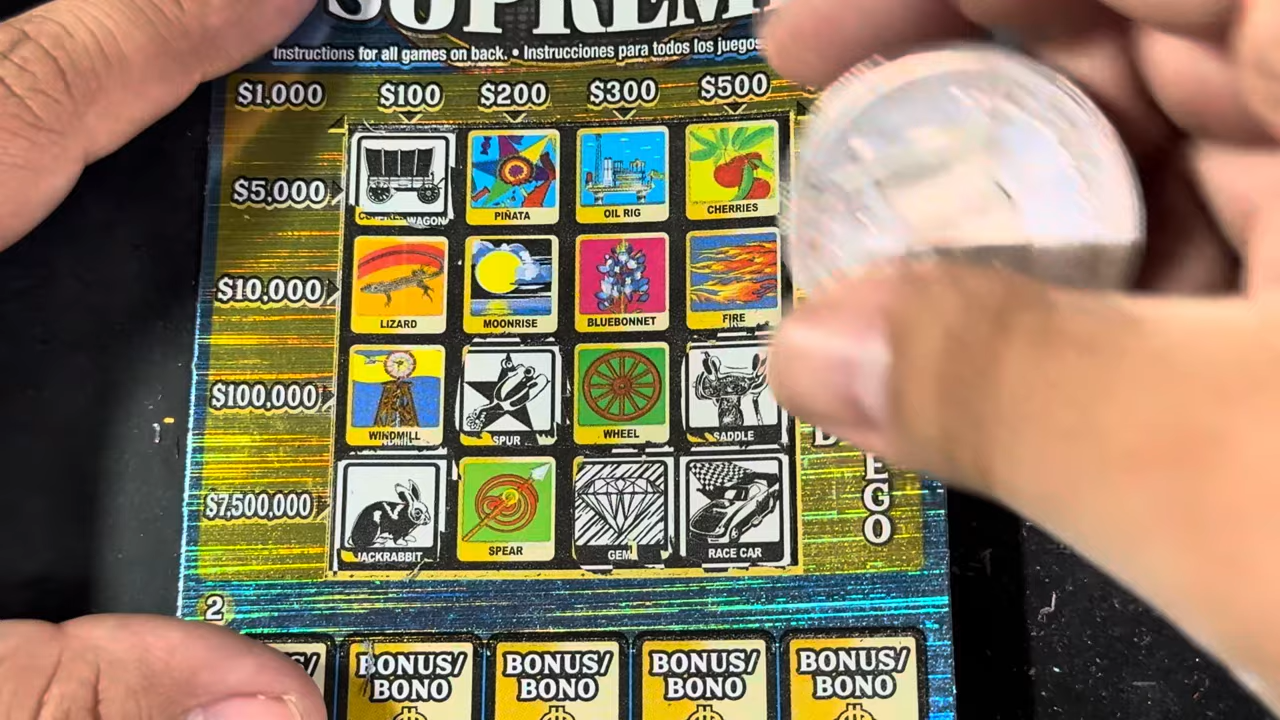 SUPREM
Instructions for all games on back. • Instrucciones para todos los juegos
$1,000 $100 $200 $300 $500
$5,000
WAGON PIÑATA OIL RIG CHERRIES
$10,000
LIZARD MOONRISE BLUEBONNET FIRE
$100,000
WINDMILL SPUR WHEEL SADDLE
$7,500,000
JACKRABBIT SPEAR GEM RACE CAR
E
G
O
2
BONUS/ BONUS/ BONUS/ BONUS/
BONO BONO BONO BONO